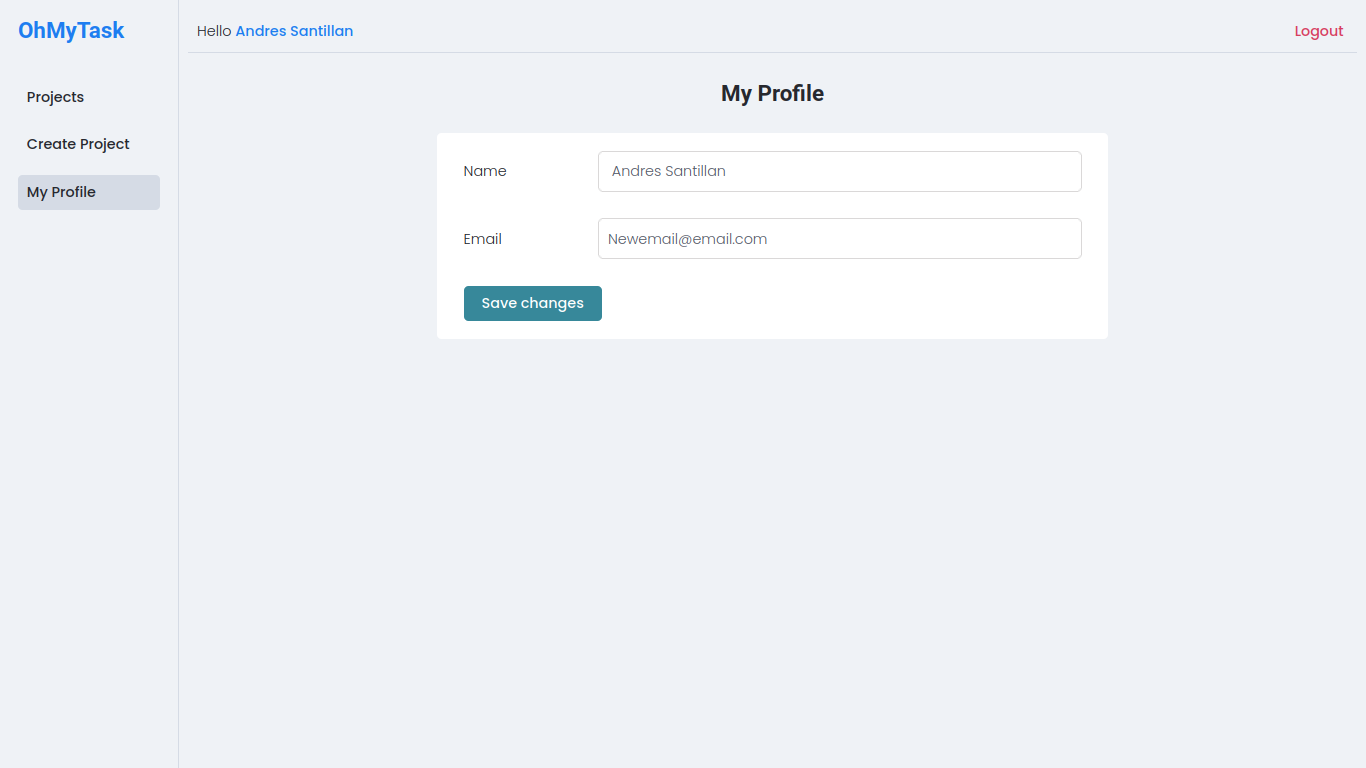 OhMyTask
Hello Andres Santillan
Logout
Projects
Create Project
My Profile
My Profile
Name
Andres Santillan
Email
Newemail@email.com
Save changes